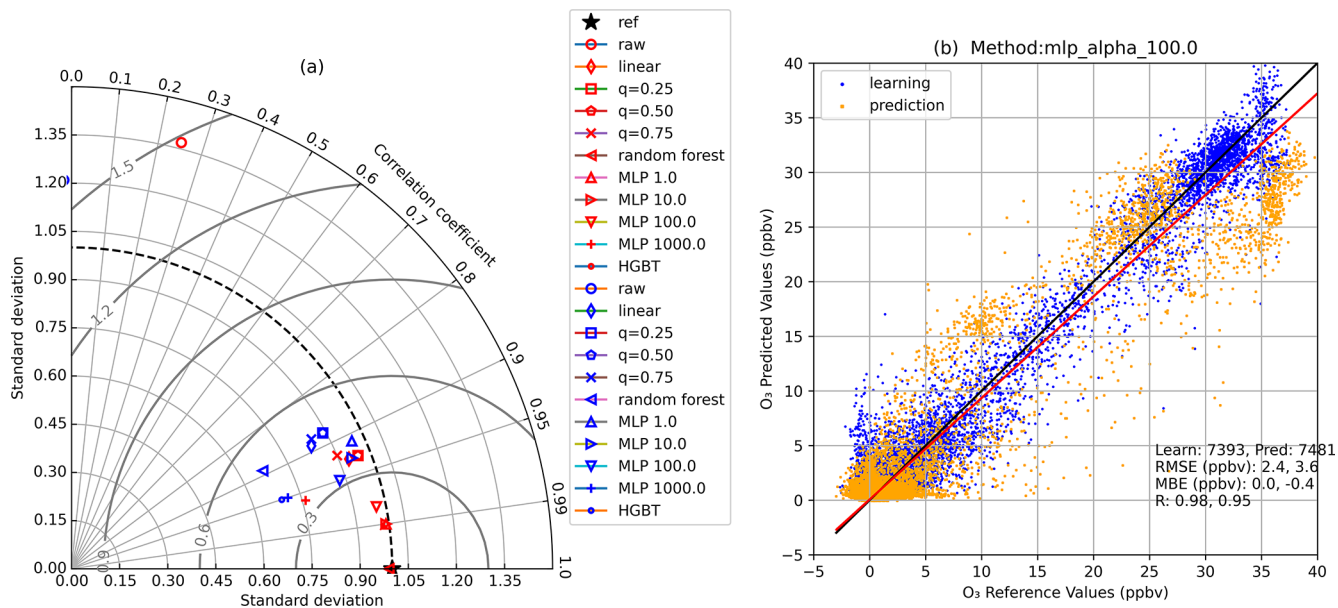 (a)
0.0 0.1 0.2 0.3 0.4 0.5 0.6 0.7 0.8 0.9 0.95 0.99 1.0
Correlation coefficient
1.35
1.20
1.05
0.90
0.75
0.60
0.45
0.30
0.15
0.00
Standard deviation
1.5
1.2
0.9
0.6
0.3
0.00 0.15 0.30 0.45 0.60 0.75 0.90 1.05 1.20 1.35
Standard deviation
ref
raw
linear
q=0.25
q=0.50
q=0.75
random forest
MLP 1.0
MLP 10.0
MLP 100.0
MLP 1000.0
HGBT
raw
linear
q=0.25
q=0.50
q=0.75
random forest
MLP 1.0
MLP 10.0
MLP 100.0
MLP 1000.0
HGBT
(b) Method:mlp_alpha_100.0
learning
prediction
40
35
30
25
20
15
10
5
0
−5
O₃ Predicted Values (ppbv)
Learn: 7393, Pred: 7481
RMSE (ppbv): 2.4, 3.6
MBE (ppbv): 0.0, -0.4
R: 0.98, 0.95
−5 0 5 10 15 20 25 30 35 40
O₃ Reference Values (ppbv)